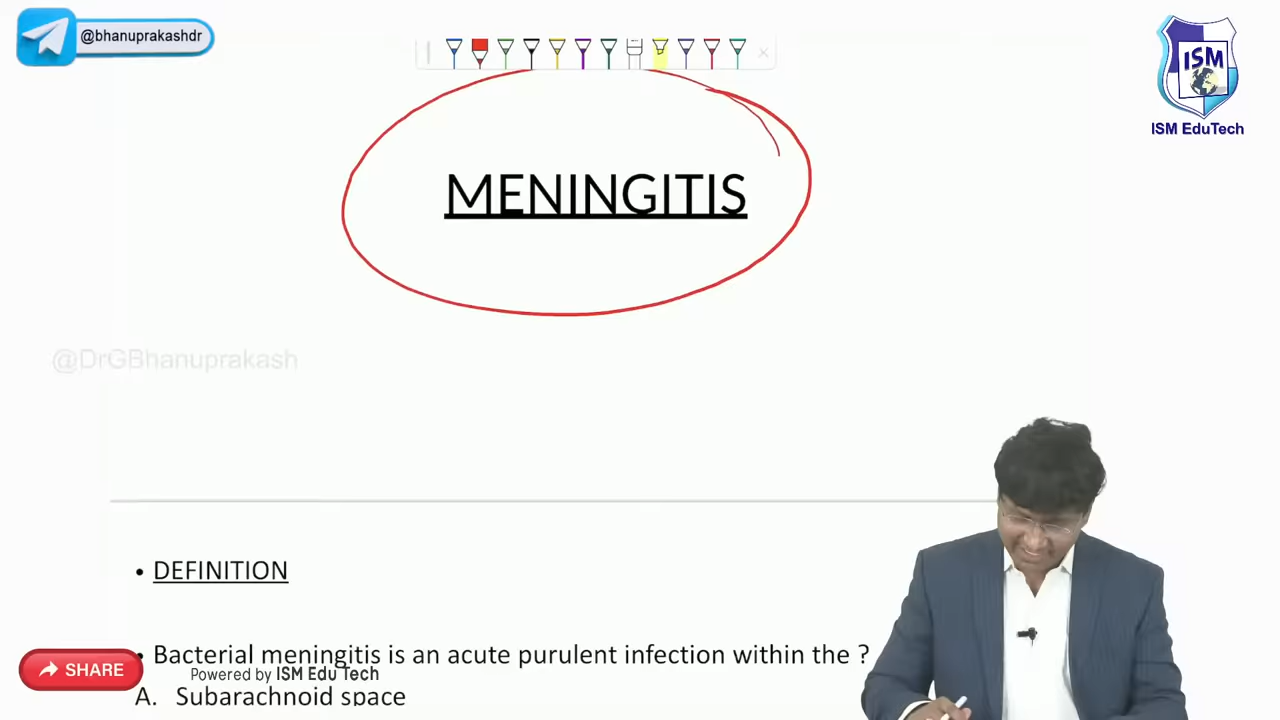 @bhanuprakashdr
ISM
ISM EduTech
MENINGITIS
@DrGBhanuprakash
• DEFINITION
• Bacterial meningitis is an acute purulent infection within the ?
SHARE
Powered by ISM Edu Tech
A. Subarachnoid space